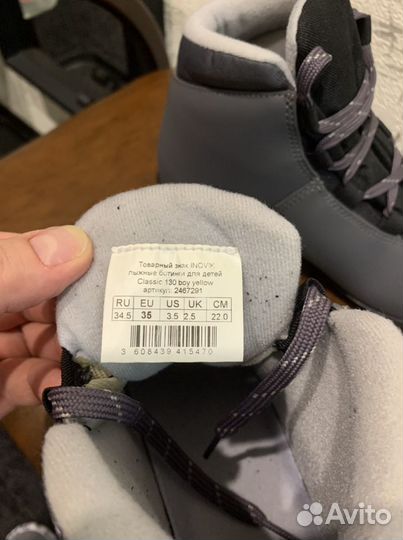 Товарный знак INOVIK
лыжные ботинки для детей
Classic 130 boy yellow
артикул: 2467291
RU EU US UK CM
34.5 35 3.5 2.5 22.0
3 608439 415470
Avito